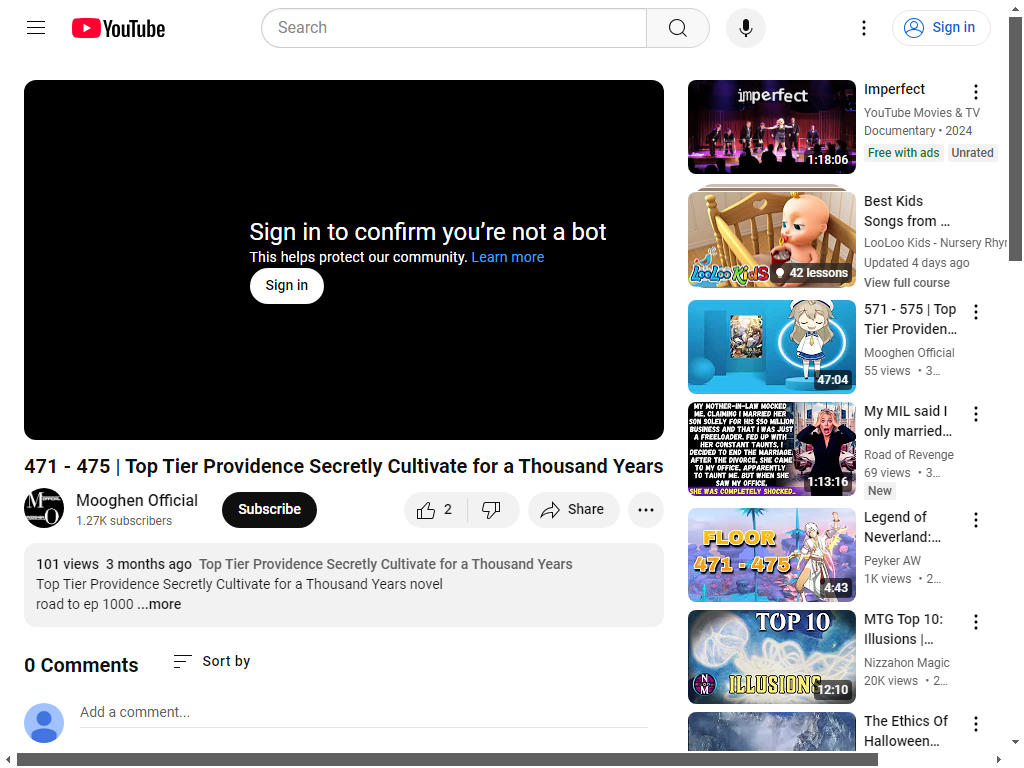 YouTube
Search
Sign in
Sign in to confirm you’re not a bot
This helps protect our community. Learn more
Sign in
471 - 475 | Top Tier Providence Secretly Cultivate for a Thousand Years
Mooghen Official
1.27K subscribers
Subscribe
2
Share
101 views 3 months ago Top Tier Providence Secretly Cultivate for a Thousand Years
Top Tier Providence Secretly Cultivate for a Thousand Years novel
road to ep 1000 ...more
0 Comments
Sort by
Add a comment...
imperfect
1:18:06
Imperfect
YouTube Movies & TV
Documentary • 2024
Free with ads
Unrated
LooLoo KiDS
42 lessons
Best Kids
Songs from ...
LooLoo Kids - Nursery Rhy
Updated 4 days ago
View full course
47:04
571 - 575 | Top
Tier Providen...
Mooghen Official
55 views • 3...
MY MOTHER-IN-LAW MOCKED
ME, CLAIMING I MARRIED HER
SON SOLELY FOR HIS $50 MILLION
BUSINESS AND THAT I WAS JUST
A FREELOADER. FED UP WITH
HER CONSTANT TAUNTS, I
DECIDED TO END THE MARRIAGE.
AFTER THE DIVORCE, SHE CAME
TO MY OFFICE, APPARENTLY
TO TAUNT ME. BUT WHEN SHE
SAW MY OFFICE,
SHE WAS COMPLETELY SHOCKED..
1:13:16
My MIL said I
only married...
Road of Revenge
69 views • 3...
New
FLOOR
471 - 475
4:43
Legend of
Neverland:...
Peyker AW
1K views • 2...
TOP 10
ILLUSIONS
N
M
12:10
MTG Top 10:
Illusions |...
Nizzahon Magic
20K views • 2...
The Ethics Of
Halloween...